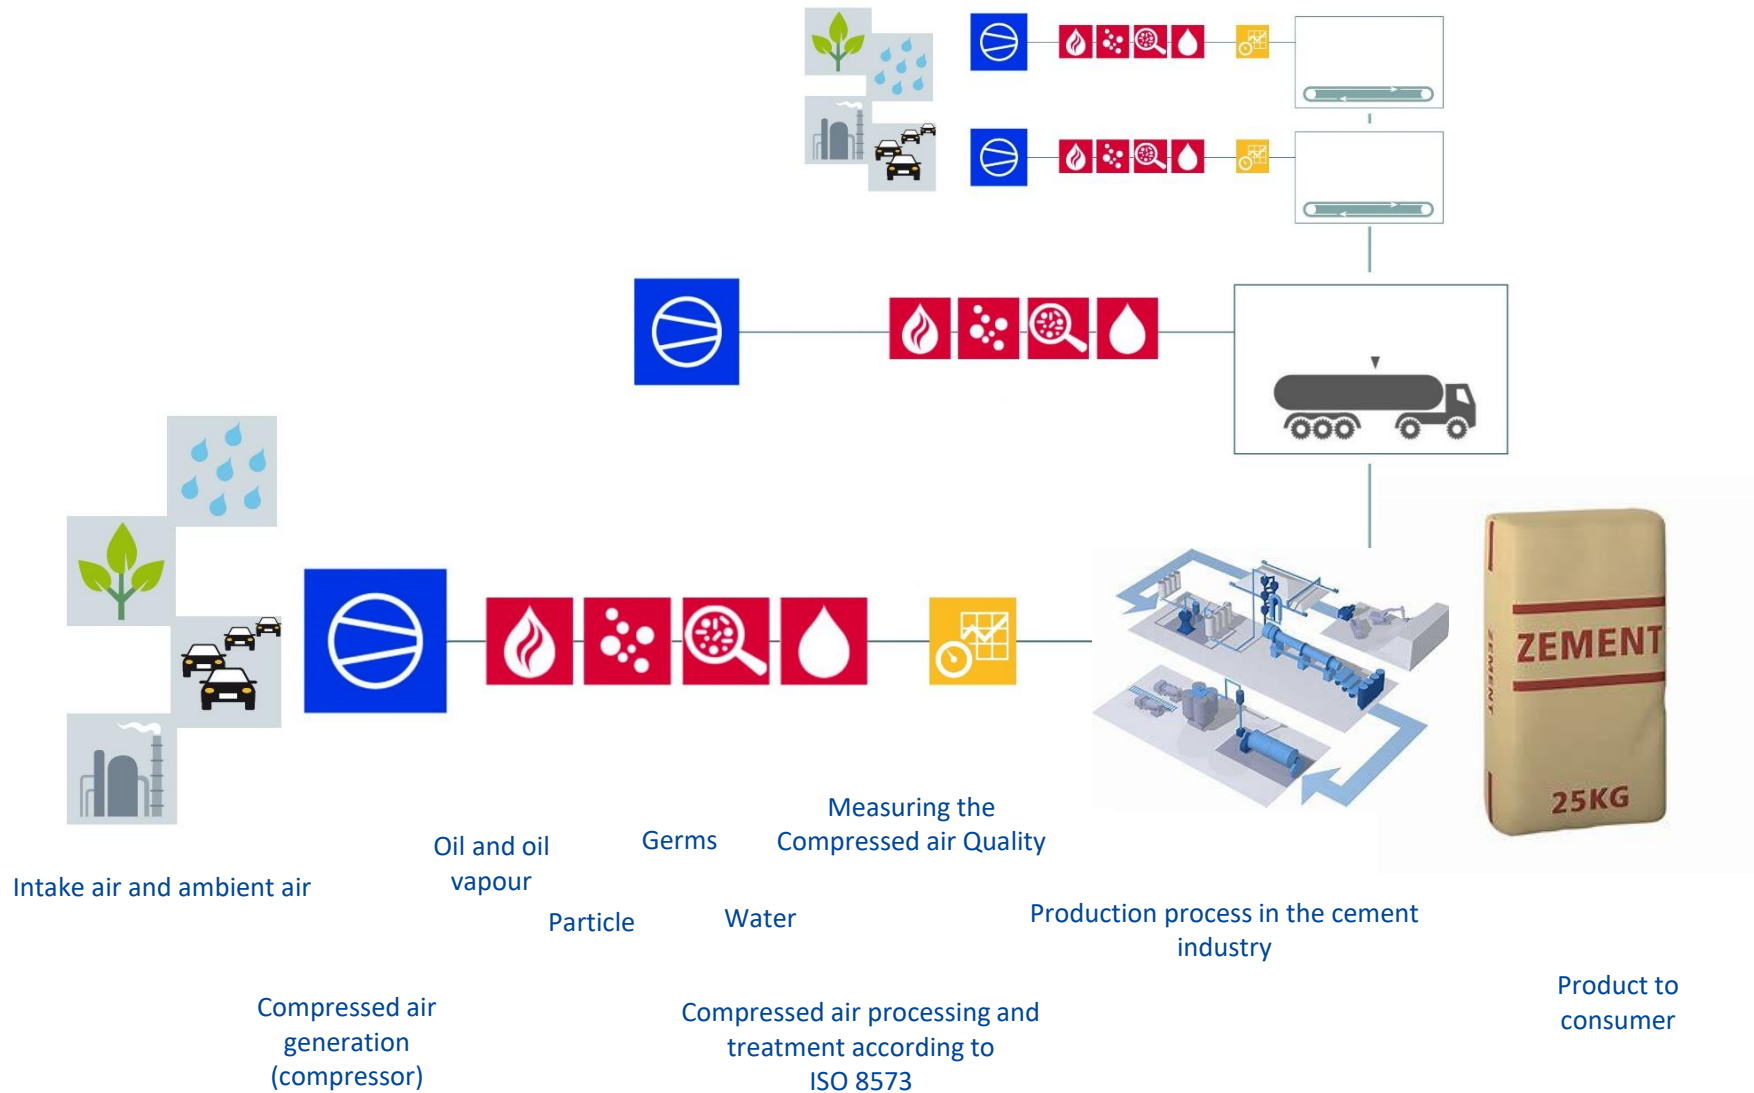 ZEMENT
ZEMENT
25KG
Measuring the
Compressed air Quality
Germs
Oil and oil
vapour
Intake air and ambient air
Particle
Water
Production process in the cement
industry
Compressed air
generation
(compressor)
Compressed air processing and
treatment according to
ISO 8573
Product to
consumer